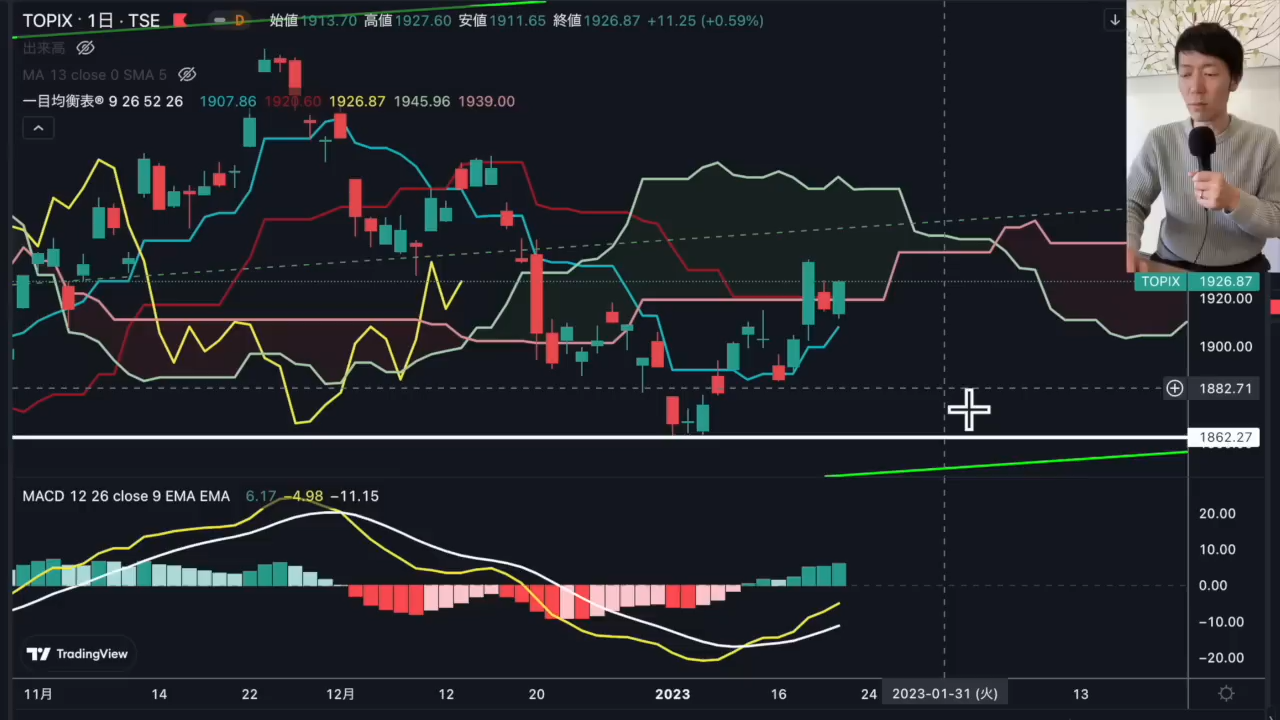 TOPIX · 1日 · TSE D 始値1913.70 高値1927.60 安値1911.65 終値1926.87 +11.25 (+0.59%)
出来高
MA 13 close 0 SMA 5
一目均衡表® 9 26 52 26 1907.86 1920.60 1926.87 1945.96 1939.00
TOPIX 1926.87
1920.00
1900.00
1882.71
1862.27
MACD 12 26 close 9 EMA EMA 6.17 −4.98 −11.15
20.00
10.00
0.00
−10.00
−20.00
TradingView
11月 14 22 12月 12 20 2023 16 24 2023-01-31 (火) 13